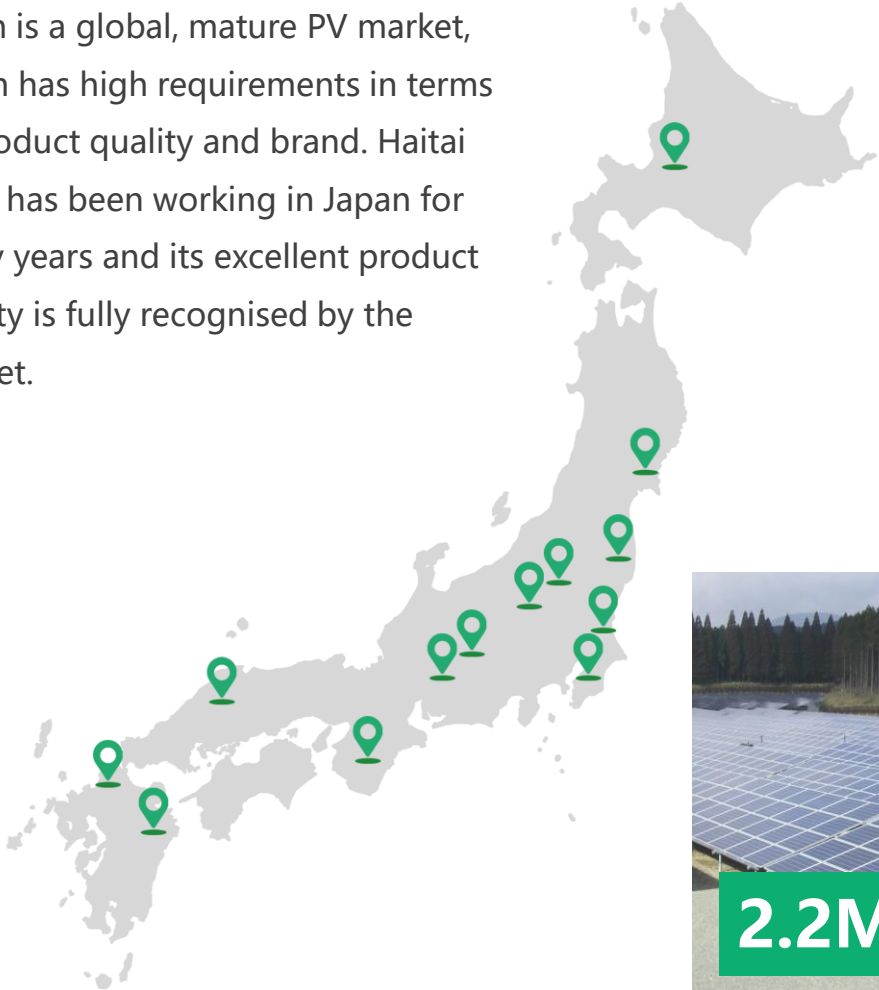 n is a global, mature PV market,
n has high requirements in terms
oduct quality and brand. Haitai
has been working in Japan for
y years and its excellent product
ty is fully recognised by the
et.
2.2M